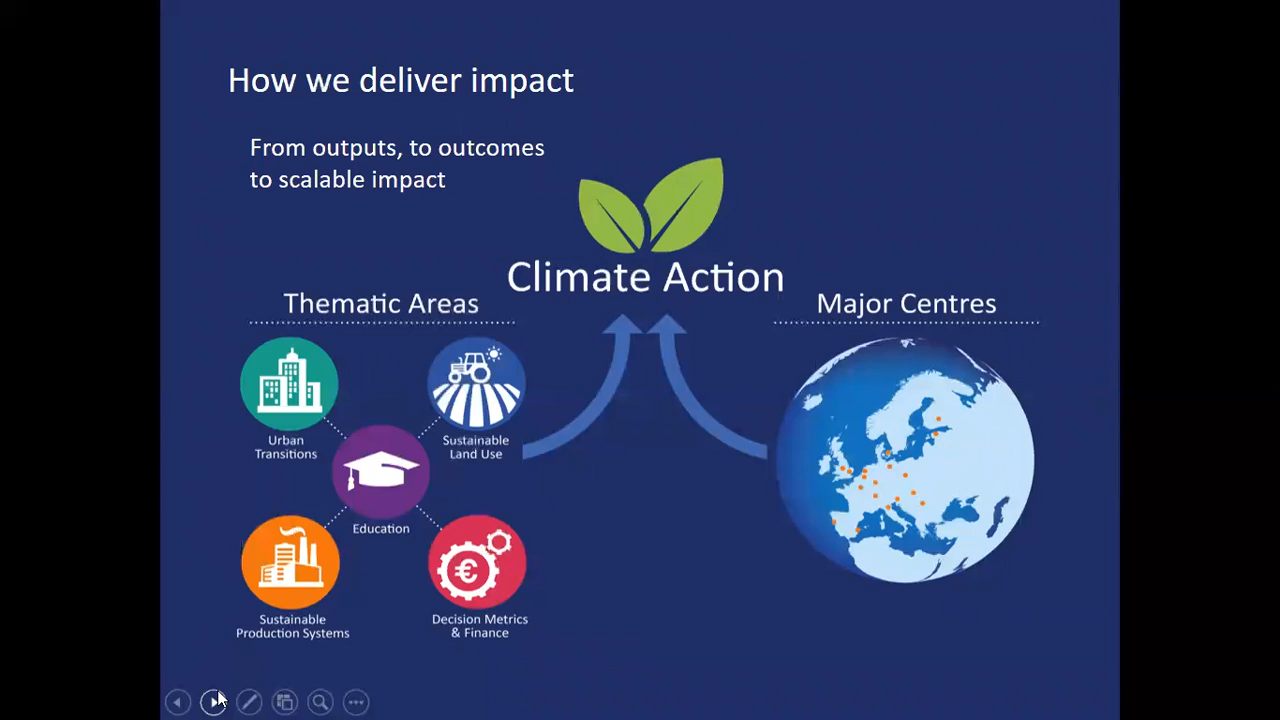 How we deliver impact
From outputs, to outcomes
to scalable impact
Climate Action
Thematic Areas
Major Centres
Urban
Transitions
Sustainable
Land Use
Education
Sustainable
Production Systems
€
Decision Metrics
& Finance